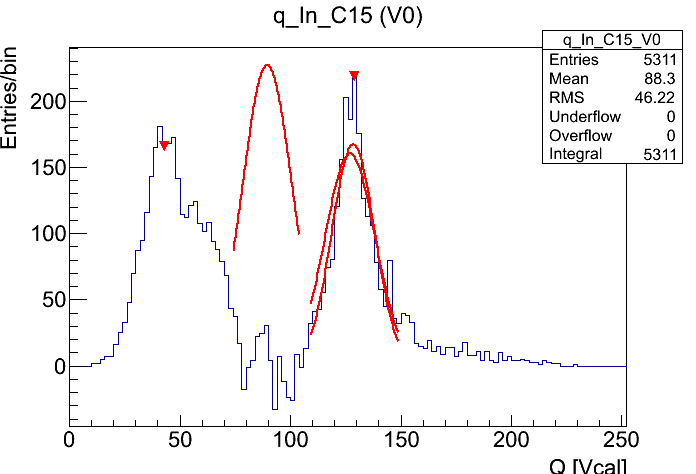 q_In_C15 (V0)
q_In_C15_V0
Entries 5311
Mean 88.3
RMS 46.22
Underflow 0
Overflow 0
Integral 5311
Entries/bin
200
150
100
50
0
0 50 100 150 200 250
Q [Vcal]